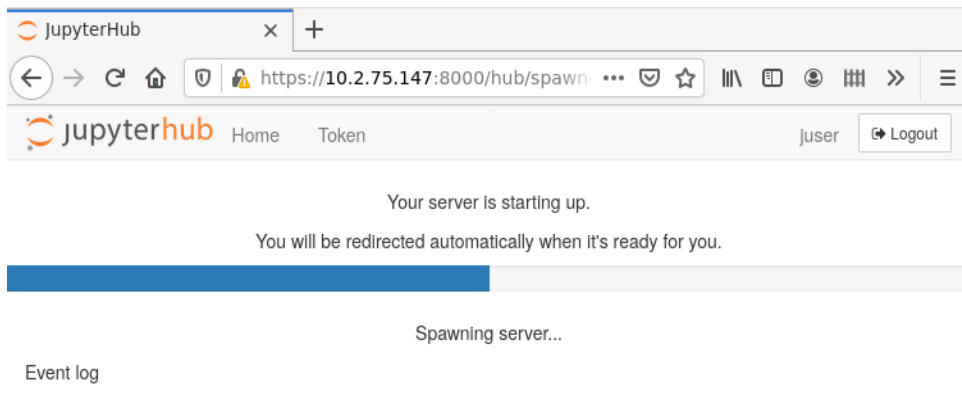 JupyterHub
https://10.2.75.147:8000/hub/spawn
jupyterhub Home Token juser Logout
Your server is starting up.
You will be redirected automatically when it's ready for you.
Spawning server...
Event log